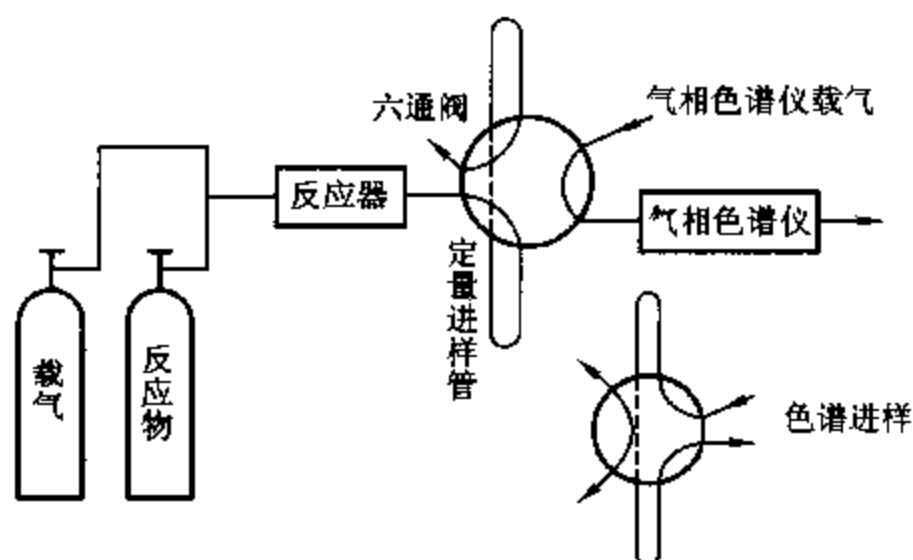 六通阀
气相色谱仪载气
反应器
气相色谱仪
定量进样管
载气
反应物
色谱进样